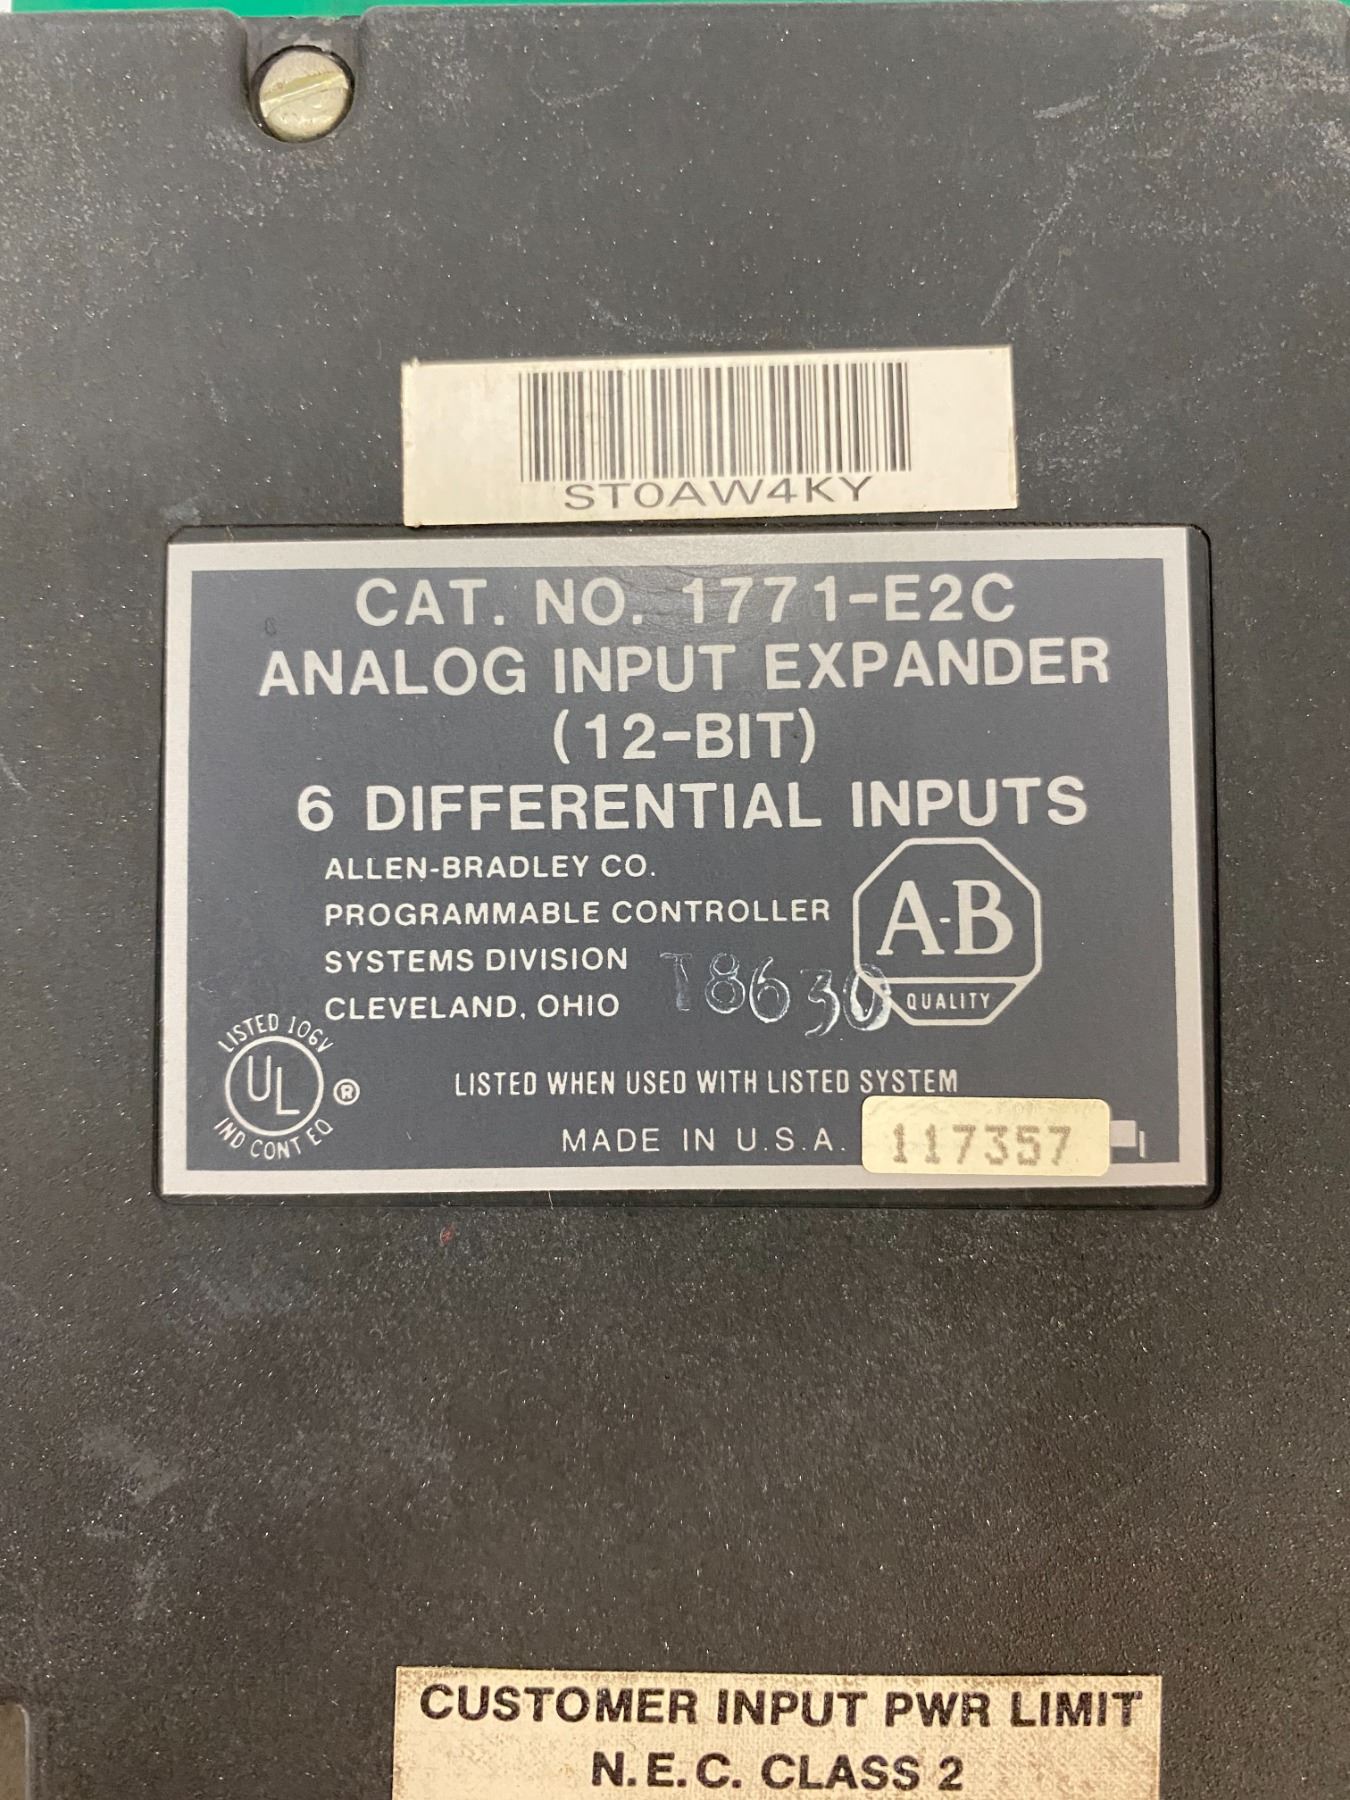 ST0AW4KY
CAT. NO. 1771-E2C
ANALOG INPUT EXPANDER
(12-BIT)
6 DIFFERENTIAL INPUTS
ALLEN-BRADLEY CO.
PROGRAMMABLE CONTROLLER
SYSTEMS DIVISION
CLEVELAND, OHIO
T8630
A-B
QUALITY
LISTED 106V
UL ®
IND CONT EQ
LISTED WHEN USED WITH LISTED SYSTEM
MADE IN U.S.A.
117357
CUSTOMER INPUT PWR LIMIT
N.E.C. CLASS 2